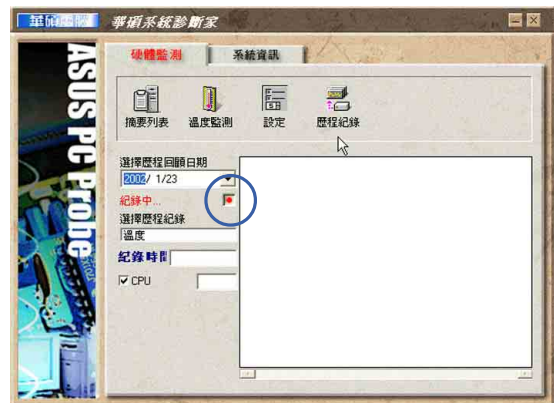 華碩電腦 華碩系統診斷家
硬體監測 系統資訊
ASUS PC Probe
摘要列表 溫度監測 設定 歷程紀錄
選擇歷程回顧日期
2002/ 1/23
紀錄中...
選擇歷程紀錄
溫度
紀錄時間
CPU